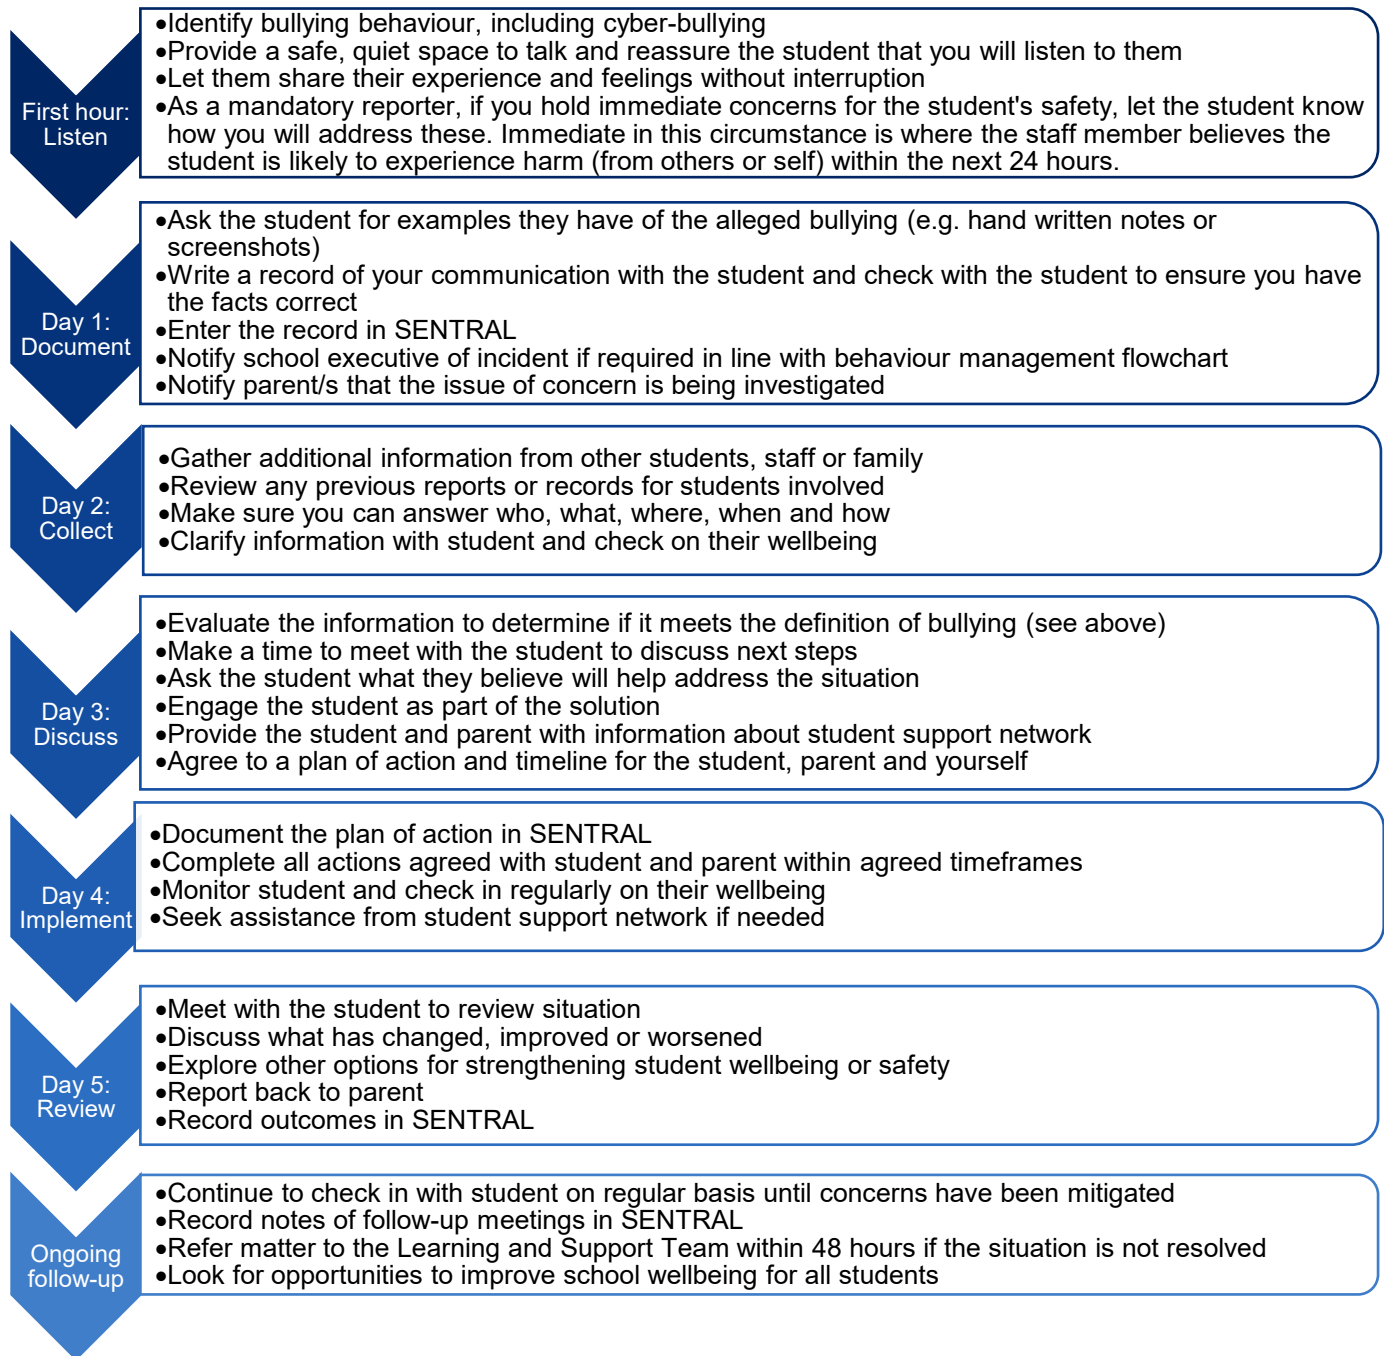 First hour:
Listen
•Identify bullying behaviour, including cyber-bullying
•Provide a safe, quiet space to talk and reassure the student that you will listen to them
•Let them share their experience and feelings without interruption
•As a mandatory reporter, if you hold immediate concerns for the student's safety, let the student know
how you will address these. Immediate in this circumstance is where the staff member believes the
student is likely to experience harm (from others or self) within the next 24 hours.
Day 1:
Document
•Ask the student for examples they have of the alleged bullying (e.g. hand written notes or
screenshots)
•Write a record of your communication with the student and check with the student to ensure you have
the facts correct
•Enter the record in SENTRAL
•Notify school executive of incident if required in line with behaviour management flowchart
•Notify parent/s that the issue of concern is being investigated
Day 2:
Collect
•Gather additional information from other students, staff or family
•Review any previous reports or records for students involved
•Make sure you can answer who, what, where, when and how
•Clarify information with student and check on their wellbeing
Day 3:
Discuss
•Evaluate the information to determine if it meets the definition of bullying (see above)
•Make a time to meet with the student to discuss next steps
•Ask the student what they believe will help address the situation
•Engage the student as part of the solution
•Provide the student and parent with information about student support network
•Agree to a plan of action and timeline for the student, parent and yourself
Day 4:
Implement
•Document the plan of action in SENTRAL
•Complete all actions agreed with student and parent within agreed timeframes
•Monitor student and check in regularly on their wellbeing
•Seek assistance from student support network if needed
Day 5:
Review
•Meet with the student to review situation
•Discuss what has changed, improved or worsened
•Explore other options for strengthening student wellbeing or safety
•Report back to parent
•Record outcomes in SENTRAL
Ongoing
follow-up
•Continue to check in with student on regular basis until concerns have been mitigated
•Record notes of follow-up meetings in SENTRAL
•Refer matter to the Learning and Support Team within 48 hours if the situation is not resolved
•Look for opportunities to improve school wellbeing for all students